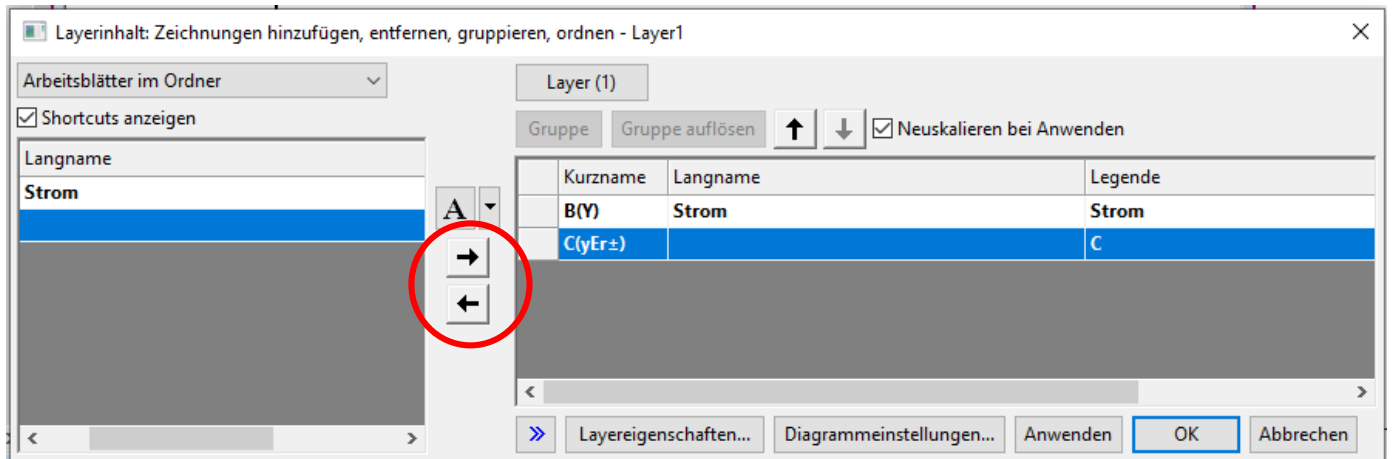 Layerinhalt: Zeichnungen hinzufügen, entfernen, gruppieren, ordnen - Layer1
Arbeitsblätter im Ordner
Shortcuts anzeigen
Langname
Strom
A
Layer (1)
Gruppe Gruppe auflösen Neuskalieren bei Anwenden
Kurzname Langname Legende
B(Y) Strom Strom
C(yEr±) C
Layereigenschaften... Diagrammeinstellungen... Anwenden OK Abbrechen